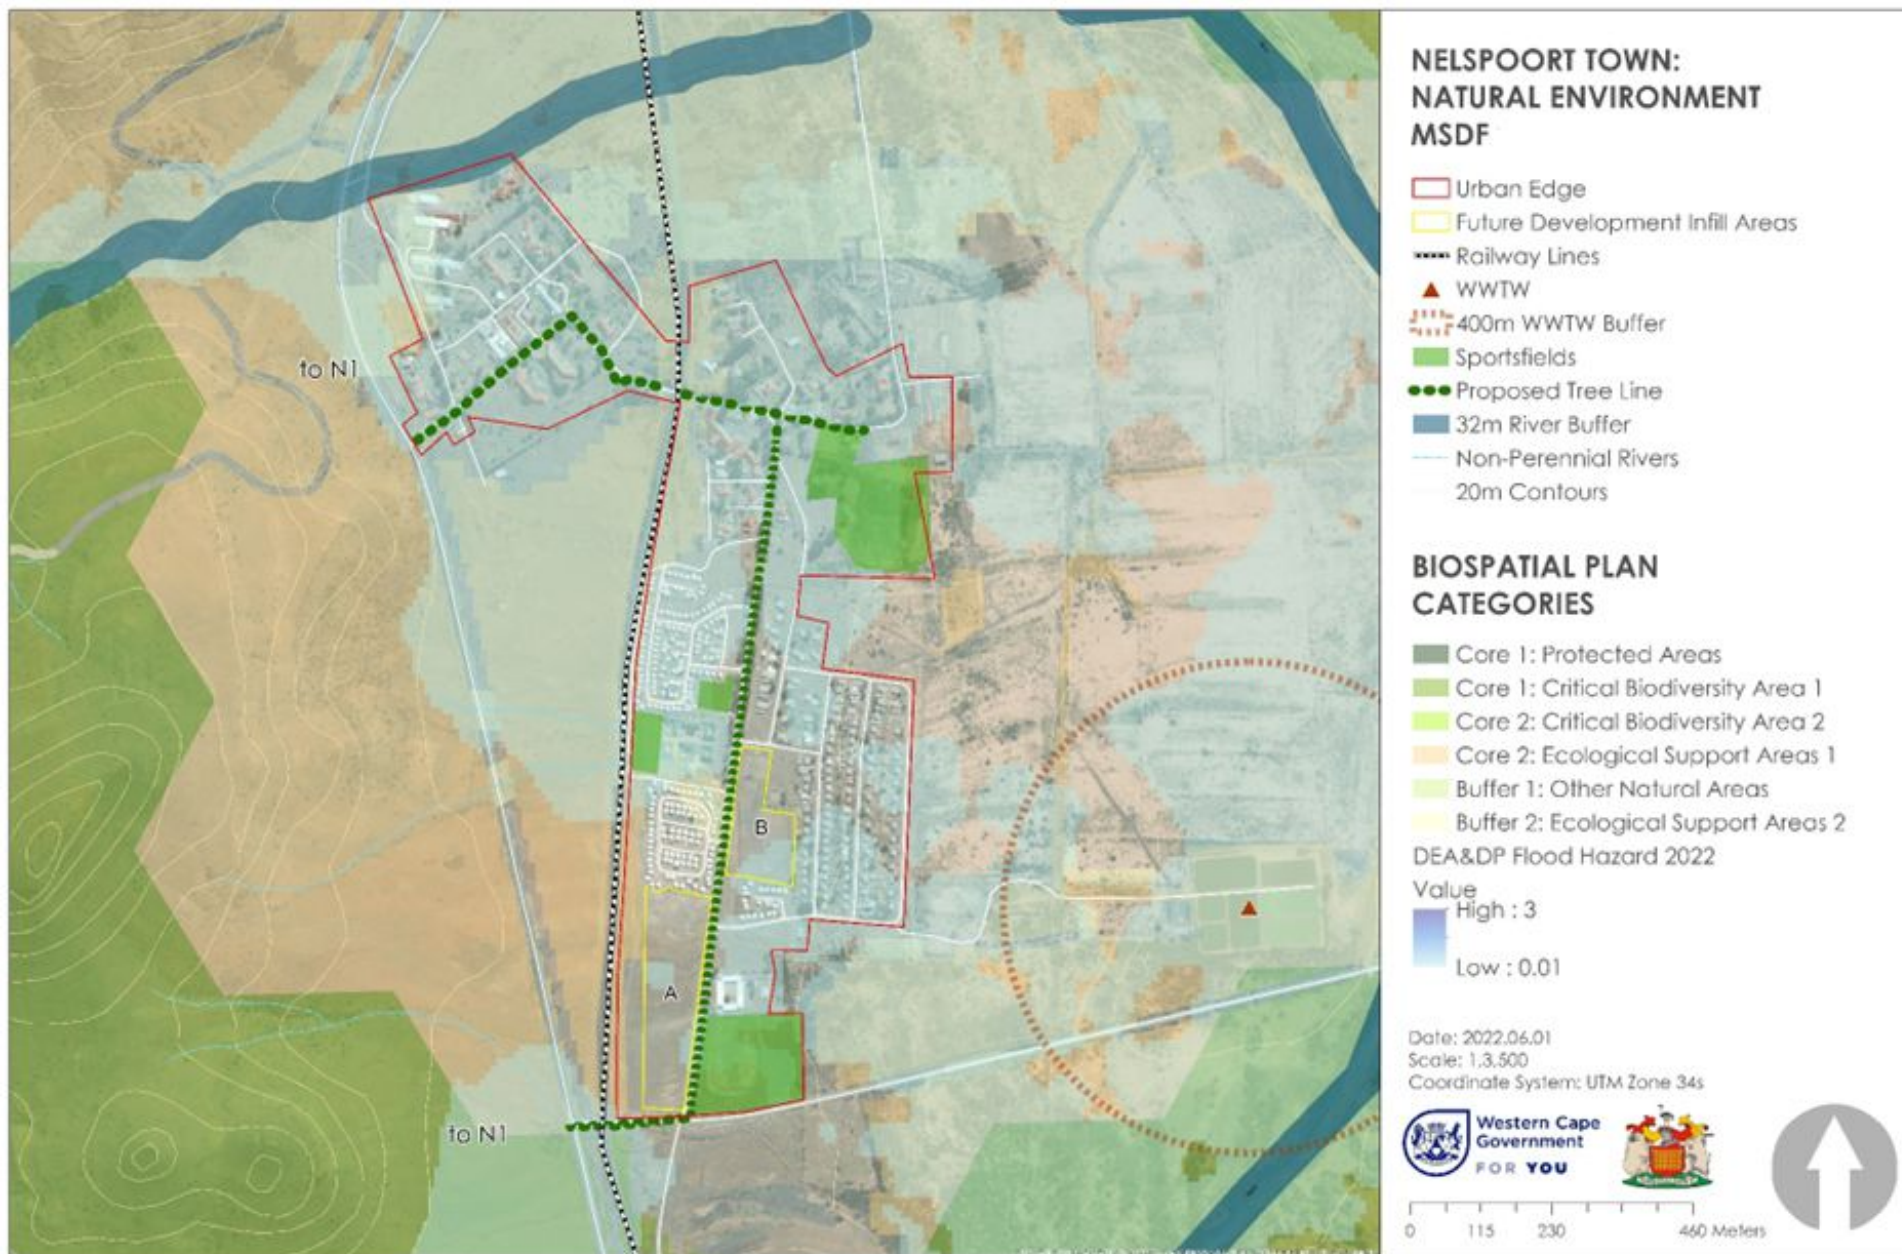 NELSPOORT TOWN:
NATURAL ENVIRONMENT
MSDF
Urban Edge
Future Development Infill Areas
Railway Lines
WWTW
400m WWTW Buffer
Sportsfields
Proposed Tree Line
32m River Buffer
Non-Perennial Rivers
20m Contours
BIOSPATIAL PLAN
CATEGORIES
Core 1: Protected Areas
Core 1: Critical Biodiversity Area 1
Core 2: Critical Biodiversity Area 2
Core 2: Ecological Support Areas 1
Buffer 1: Other Natural Areas
Buffer 2: Ecological Support Areas 2
DEA&DP Flood Hazard 2022
Value
High : 3
Low : 0.01
Date: 2022.06.01
Scale: 1.3.500
Coordinate System: UTM Zone 34s
Western Cape
Government
FOR YOU
0 115 230 460 Meters
to N1
B
A
to N1